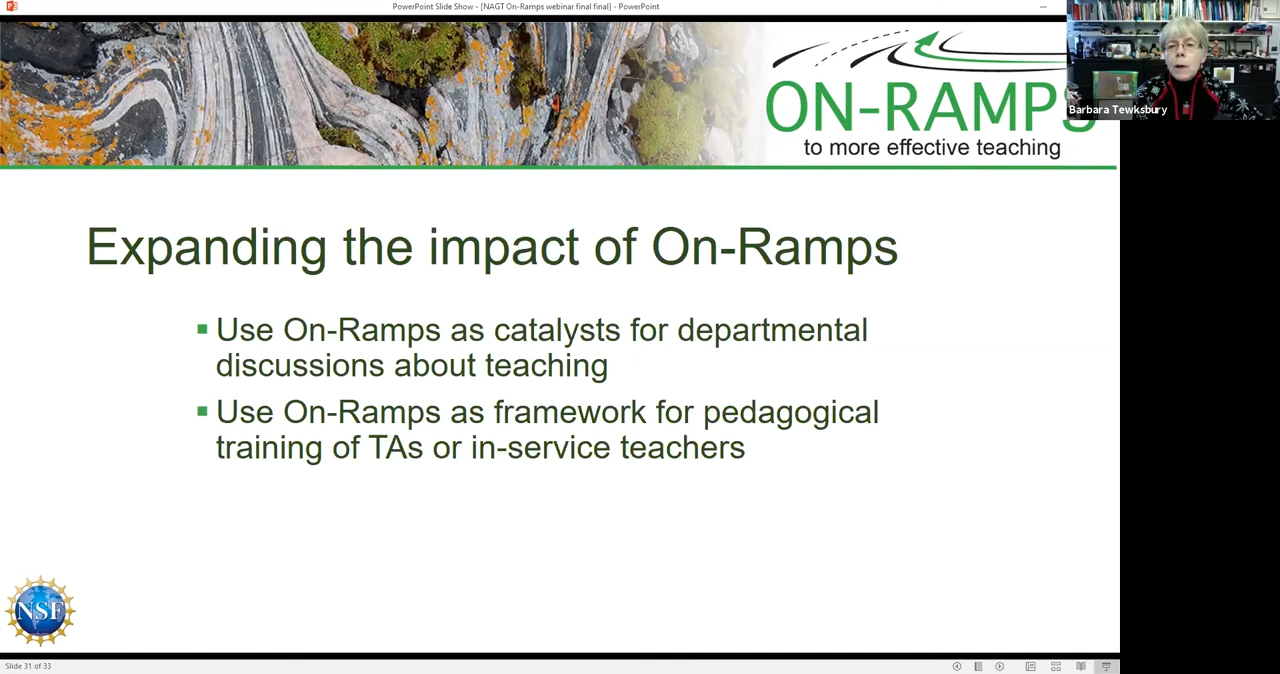 PowerPoint Slide Show - [NAGT On-Ramps webinar final final] - PowerPoint
ON-RAMPS
to more effective teaching
Barbara Tewksbury
Expanding the impact of On-Ramps
Use On-Ramps as catalysts for departmental
discussions about teaching
Use On-Ramps as framework for pedagogical
training of TAs or in-service teachers
NSF
Slide 31 of 33